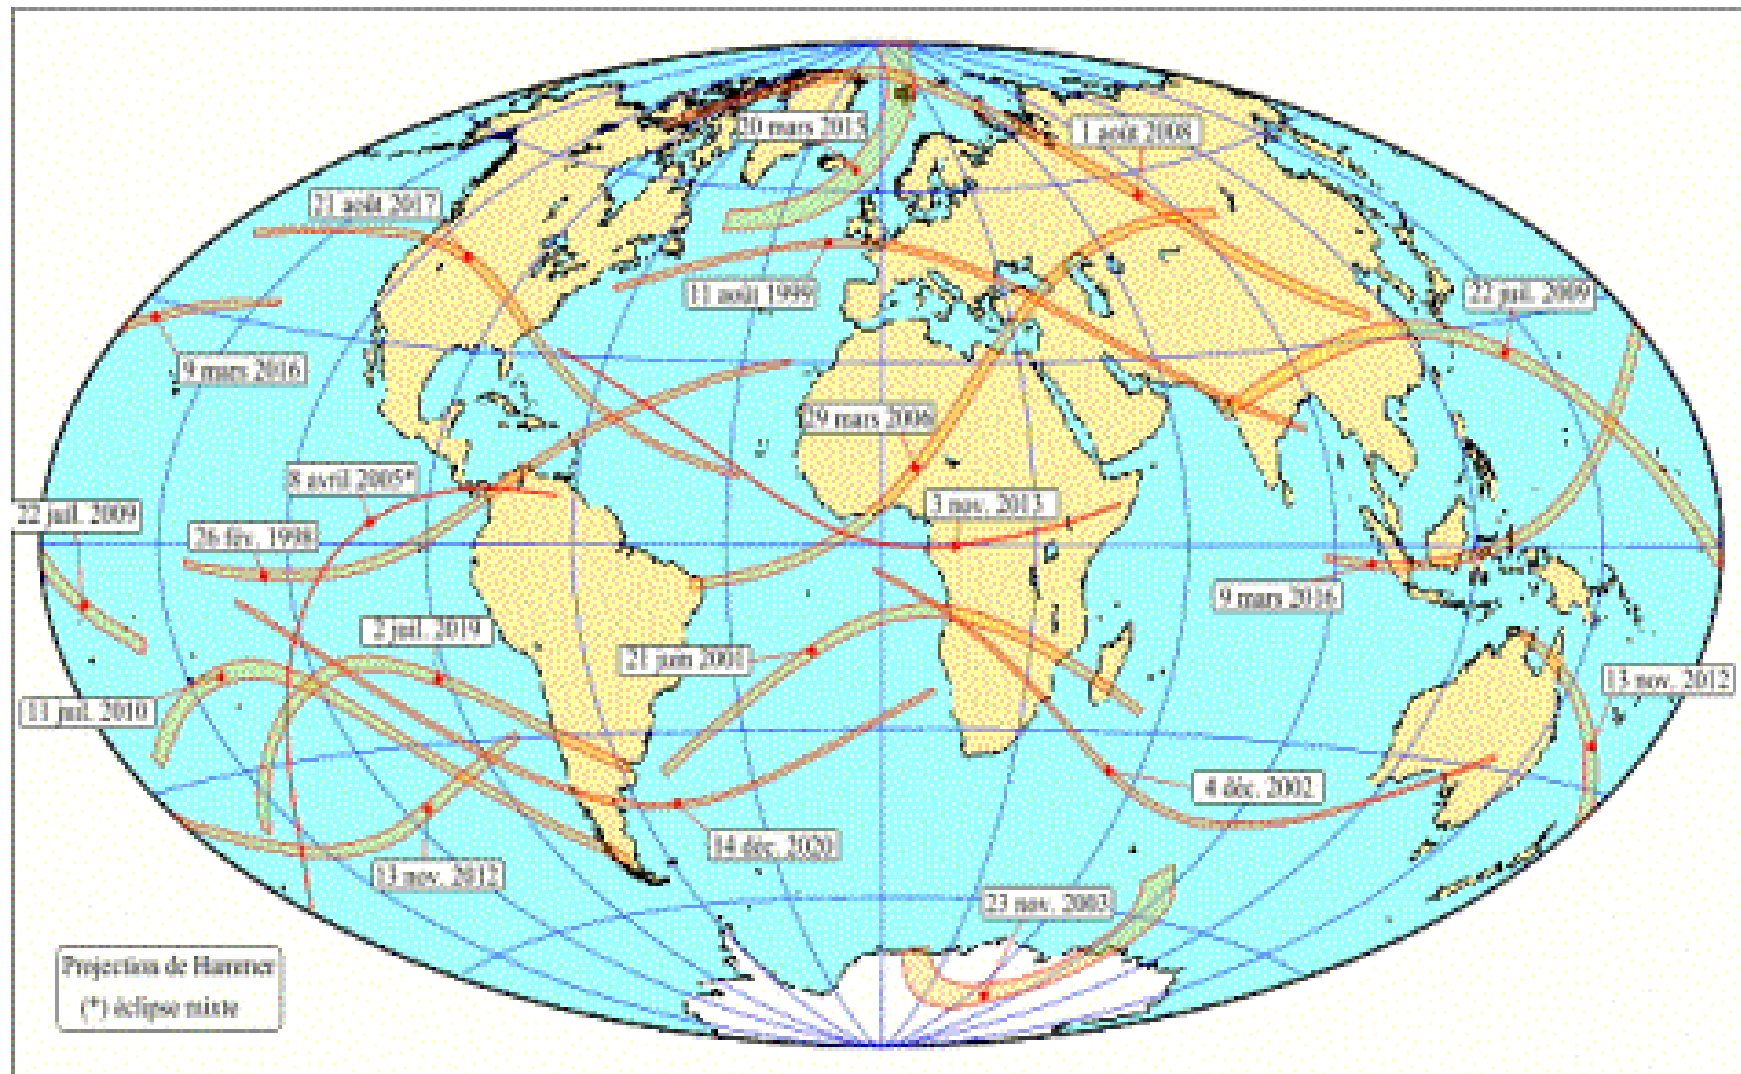 20 mars 2015
1 août 2008
21 août 2017
11 août 1999
22 juil. 2009
9 mars 2016
29 mars 2006
8 avril 2005*
3 nov. 2013
22 juil. 2009
26 fév. 1998
9 mars 2016
2 juil. 2019
21 juin 2001
13 nov. 2012
11 juil. 2010
4 déc. 2002
14 déc. 2020
13 nov. 2012
23 nov. 2003
Projection de Hammer
(*) éclipse mixte